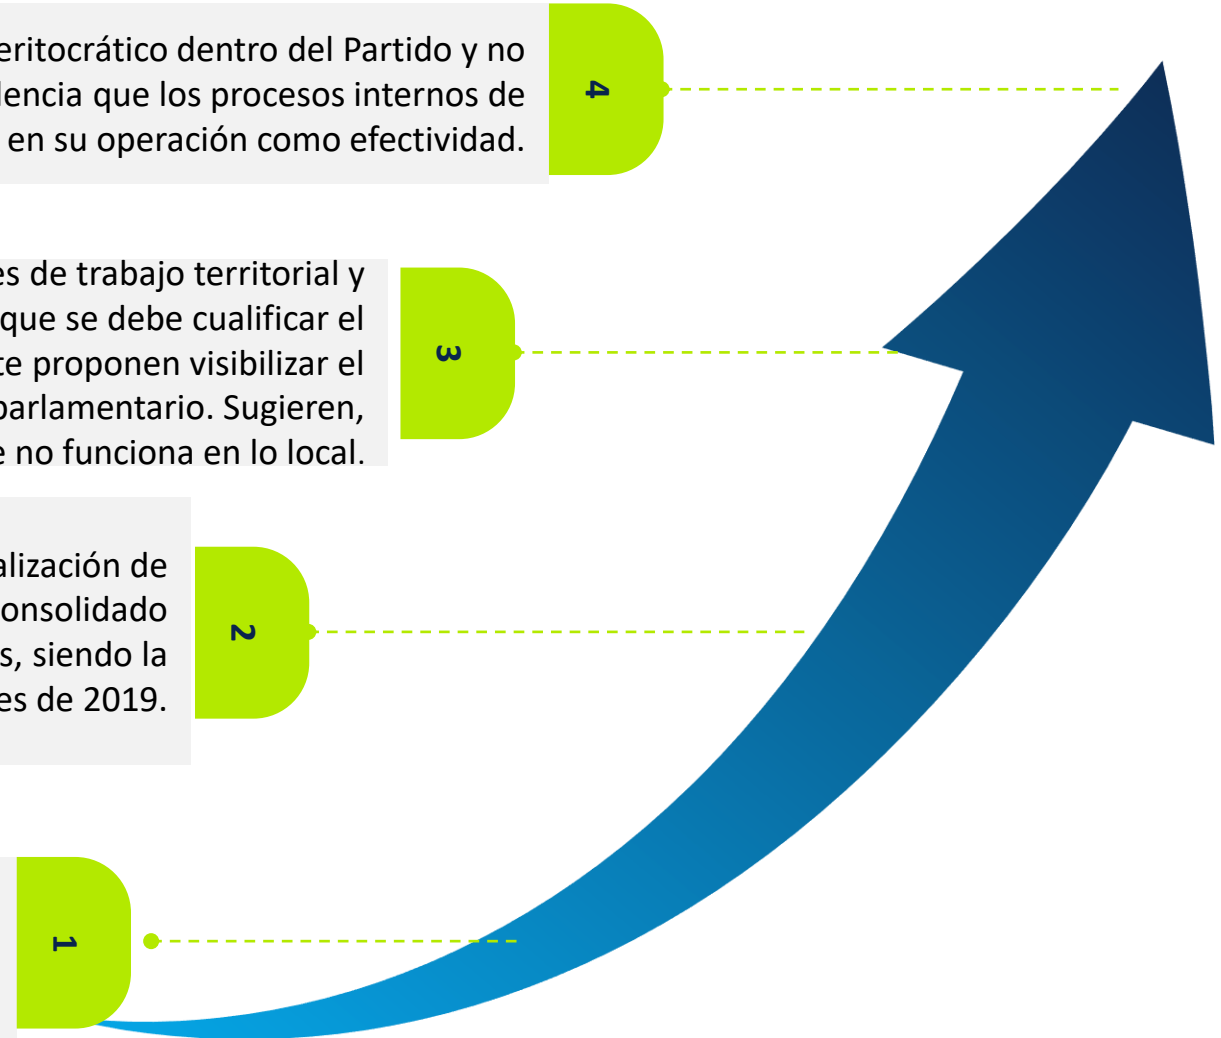 eritocrático dentro del Partido y no
dencia que los procesos internos de
en su operación como efectividad.
4
es de trabajo territorial y
que se debe cualificar el
te proponen visibilizar el
parlamentario. Sugieren,
e no funciona en lo local.
3
alización de
onsolidado
s, siendo la
es de 2019.
2
1